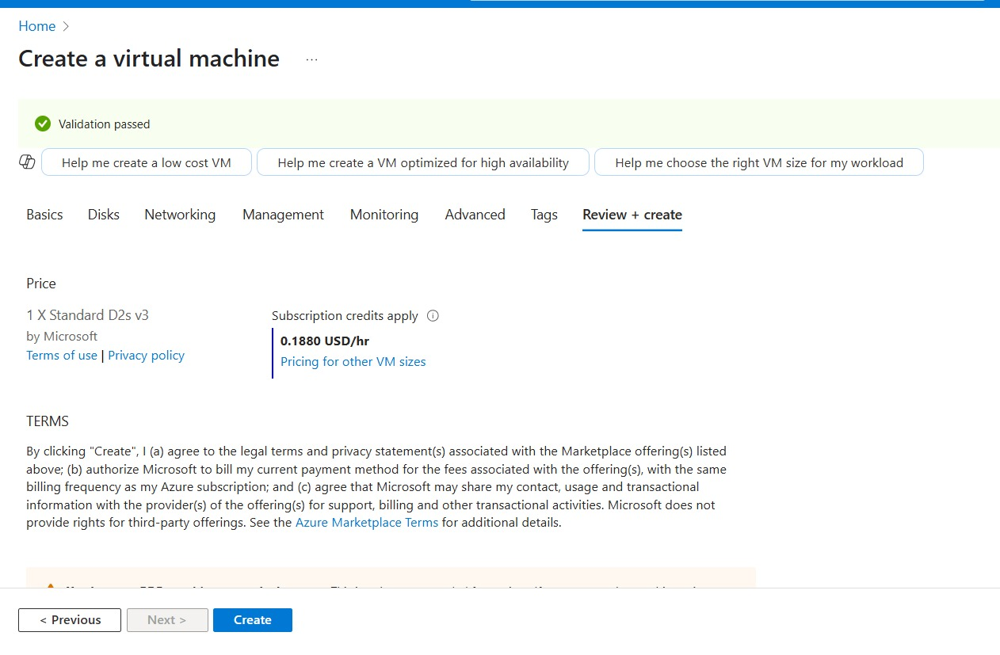 Home
Create a virtual machine
...
Validation passed
Help me create a low cost VM
Help me create a VM optimized for high availability
Help me choose the right VM size for my workload
Basics Disks Networking Management Monitoring Advanced Tags Review + create
Price
1 X Standard D2s v3
by Microsoft
Terms of use | Privacy policy
Subscription credits apply
0.1880 USD/hr
Pricing for other VM sizes
TERMS
By clicking "Create", I (a) agree to the legal terms and privacy statement(s) associated with the Marketplace offering(s) listed
above; (b) authorize Microsoft to bill my current payment method for the fees associated with the offering(s), with the same
billing frequency as my Azure subscription; and (c) agree that Microsoft may share my contact, usage and transactional
information with the provider(s) of the offering(s) for support, billing and other transactional activities. Microsoft does not
provide rights for third-party offerings. See the Azure Marketplace Terms for additional details.
< Previous
Next >
Create